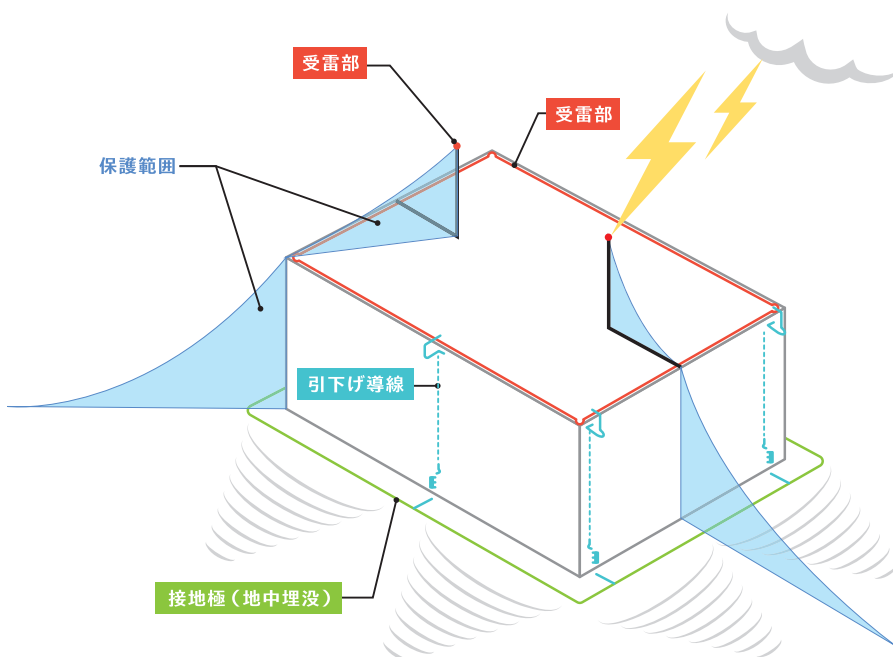 受雷部
受雷部
保護範囲
引下げ導線
接地極（地中埋没）